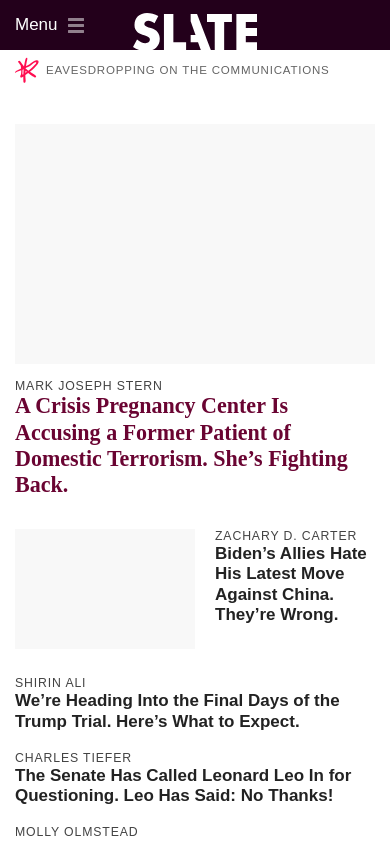 Menu
SLATE
EAVESDROPPING ON THE COMMUNICATIONS
MARK JOSEPH STERN
A Crisis Pregnancy Center Is
Accusing a Former Patient of
Domestic Terrorism. She’s Fighting
Back.
ZACHARY D. CARTER
Biden’s Allies Hate
His Latest Move
Against China.
They’re Wrong.
SHIRIN ALI
We’re Heading Into the Final Days of the
Trump Trial. Here’s What to Expect.
CHARLES TIEFER
The Senate Has Called Leonard Leo In for
Questioning. Leo Has Said: No Thanks!
MOLLY OLMSTEAD